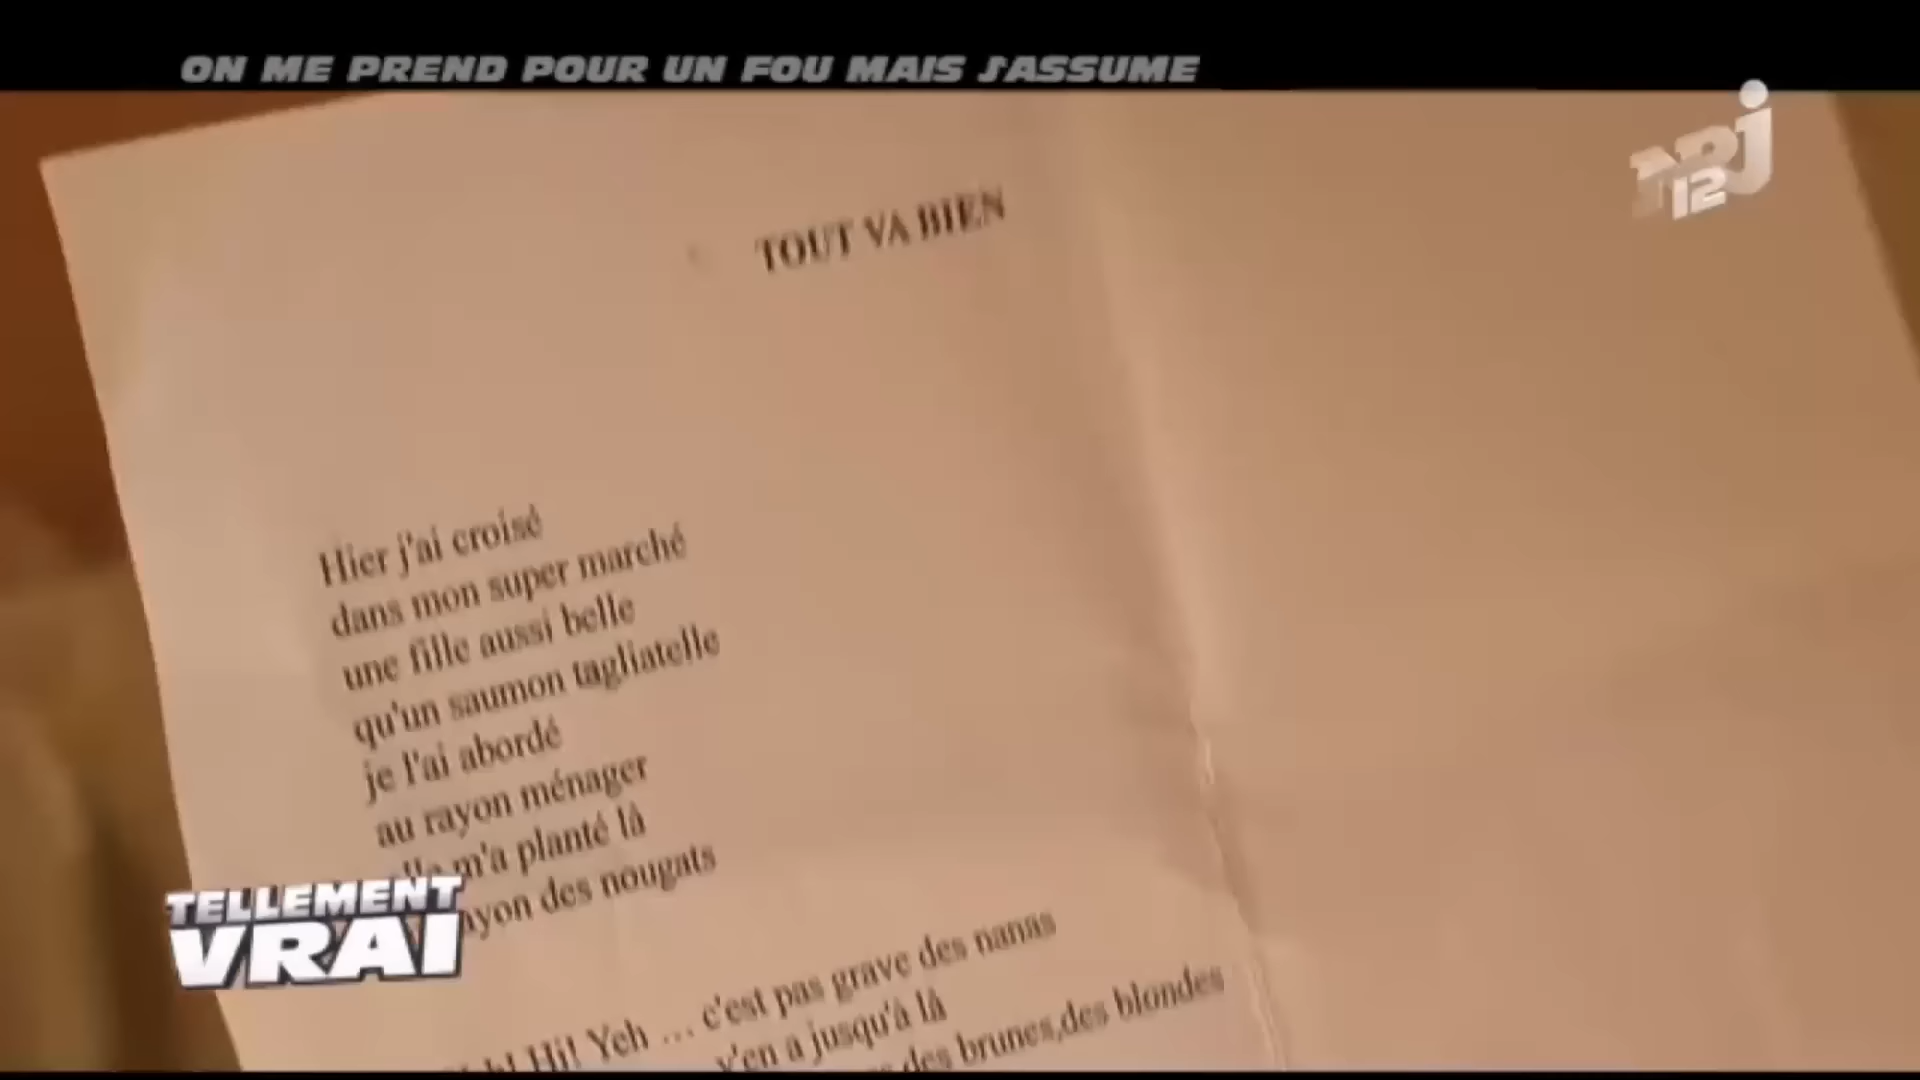 ON ME PREND POUR UN FOU MAIS J'ASSUME
NRJ
12
TOUT VA BIEN
Hier j'ai croisé
dans mon super marché
une fille aussi belle
qu'un saumon tagliatelle
je l'ai abordé
au rayon ménager
m'a planté là
des nougats
Hi! Yeh ... c'est pas grave des nanas
y'en a jusqu'à là
des brunes,des blondes
TELLEMENT
VRAI